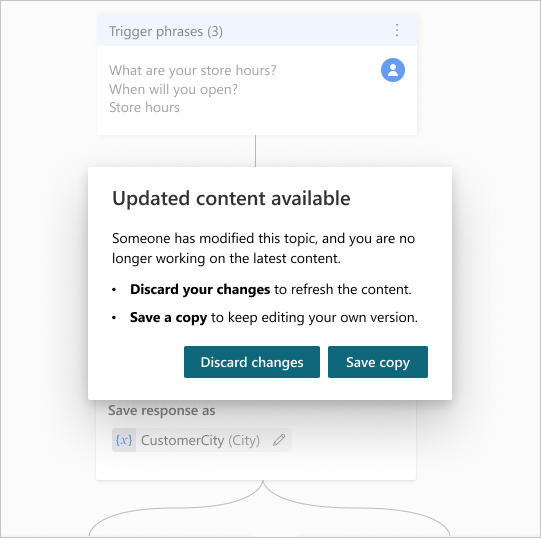 Trigger phrases (3)
What are your store hours?
When will you open?
Store hours
Updated content available
Someone has modified this topic, and you are no
longer working on the latest content.
• Discard your changes to refresh the content.
• Save a copy to keep editing your own version.
Discard changes
Save copy
Save response as
{x} CustomerCity (City)